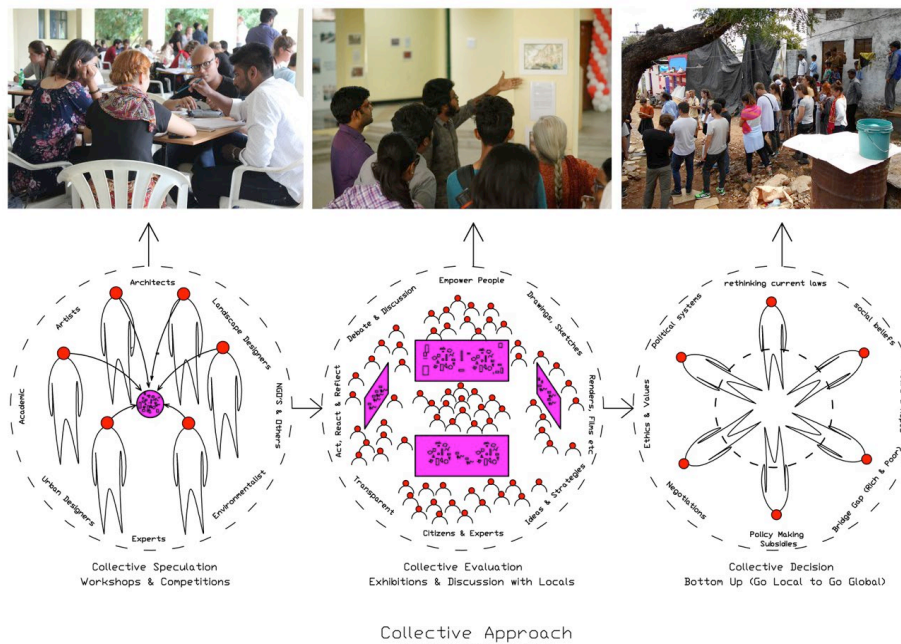 Architects
Artists
Landscape Designers
Academic
NGO'S & Others
Urban Designers
Environmentalist
Experts
Collective Speculation
Workshops & Competitions
Empower People
Debate & Discussion
Drawings, Sketches
Act, React & Reflect
Renders, Films etc
Transparent
Ideas & Strategies
Citizens & Experts
Collective Evaluation
Exhibitions & Discussion with Locals
rethinking current laws
political systems
social beliefs
Ethics & Values
Negotiations
Bridge Gap (Rich & Poor)
Policy Making
Subsidies
Collective Decision
Bottom Up (Go Local to Go Global)
Collective Approach